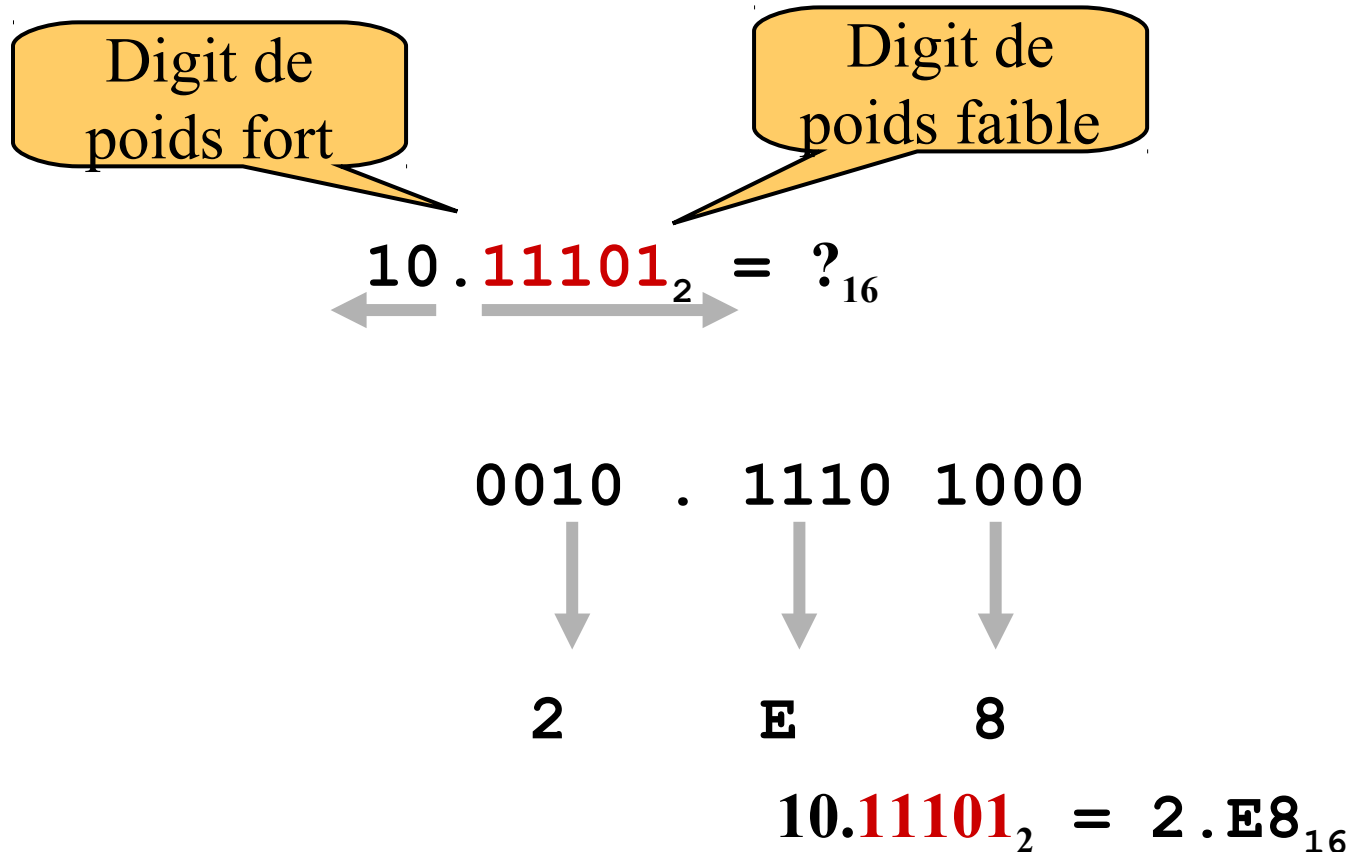 Digit de
poids fort
Digit de
poids faible
10.11101₂ = ?₁₆
0010 . 1110 1000
2 E 8
10.11101₂ = 2.E8₁₆